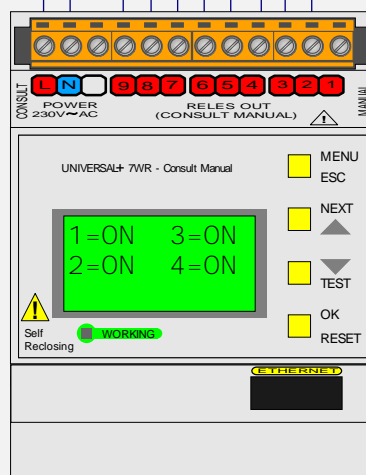 CONSULT
L N 9 8 7 6 5 4 3 2 1
MANUAL
POWER
230V~AC
RELES OUT
(CONSULT MANUAL)
UNIVERSAL+ 7WR - Consult Manual
MENU
ESC
NEXT
1=ON 3=ON
2=ON 4=ON
TEST
OK
RESET
Self
Reclosing
WORKING
ETHERNET